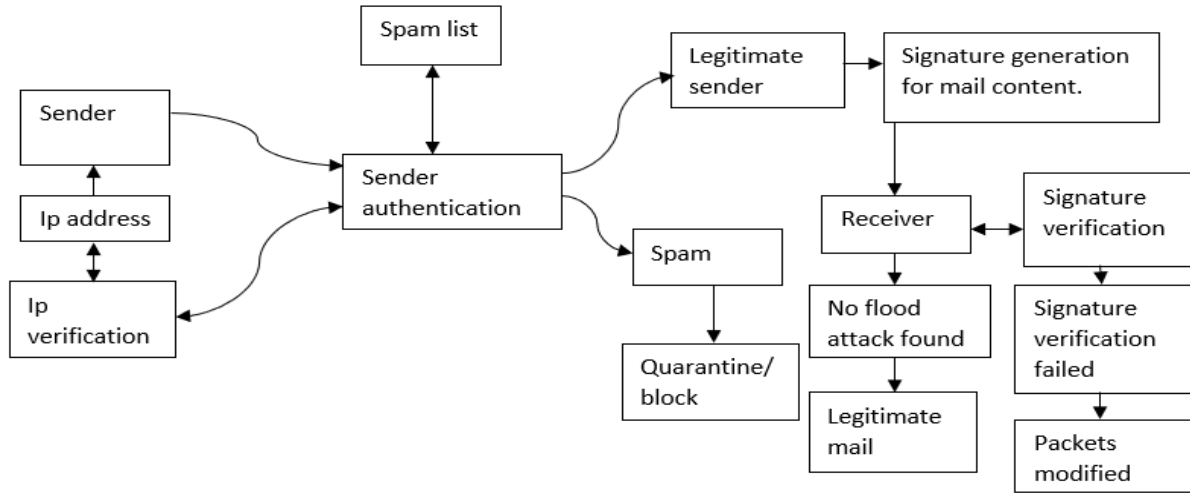 Spam list
Sender
Ip address
Ip
verification
Sender
authentication
Legitimate
sender
Signature generation
for mail content.
Spam
Quarantine/
block
Receiver
Signature
verification
No flood
attack found
Signature
verification
failed
Legitimate
mail
Packets
modified